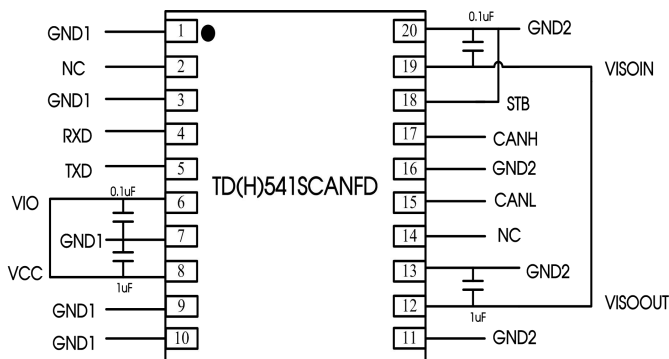 0.1uF
GND1 1 20 GND2
NC 2 19 VISOIN
GND1 3 18 STB
RXD 4 17 CANH
TXD 5 16 GND2
TD(H)541SCANFD
0.1uF
VIO 6 15 CANL
GND1 7 14 NC
VCC 8 13 GND2
1uF
GND1 9 12 VISOOUT
1uF
GND1 10 11 GND2